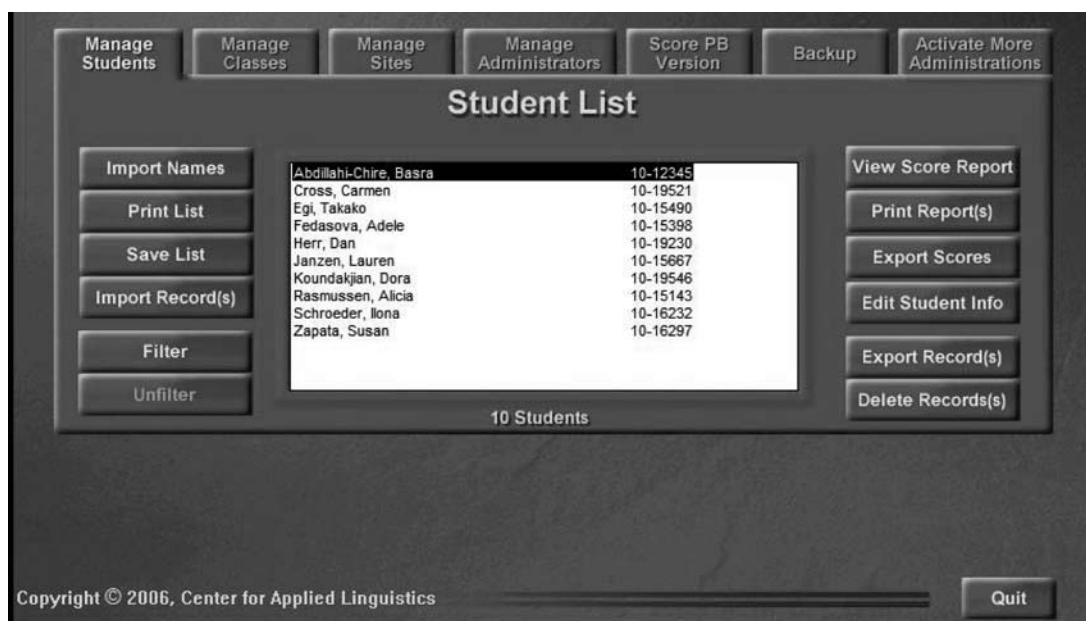 Manage
Students
Manage
Classes
Manage
Sites
Manage
Administrators
Score PB
Version
Backup
Activate More
Administrations
Student List
Import Names
Print List
Save List
Import Record(s)
Filter
Unfilter
Abdillahi-Chire, Basra 10-12345
Cross, Carmen 10-19521
Egi, Takako 10-15490
Fedasova, Adele 10-15398
Herr, Dan 10-19230
Janzen, Lauren 10-15667
Koundakjian, Dora 10-19546
Rasmussen, Alicia 10-15143
Schroeder, Ilona 10-16232
Zapata, Susan 10-16297
10 Students
View Score Report
Print Report(s)
Export Scores
Edit Student Info
Export Record(s)
Delete Records(s)
Copyright © 2006, Center for Applied Linguistics
Quit